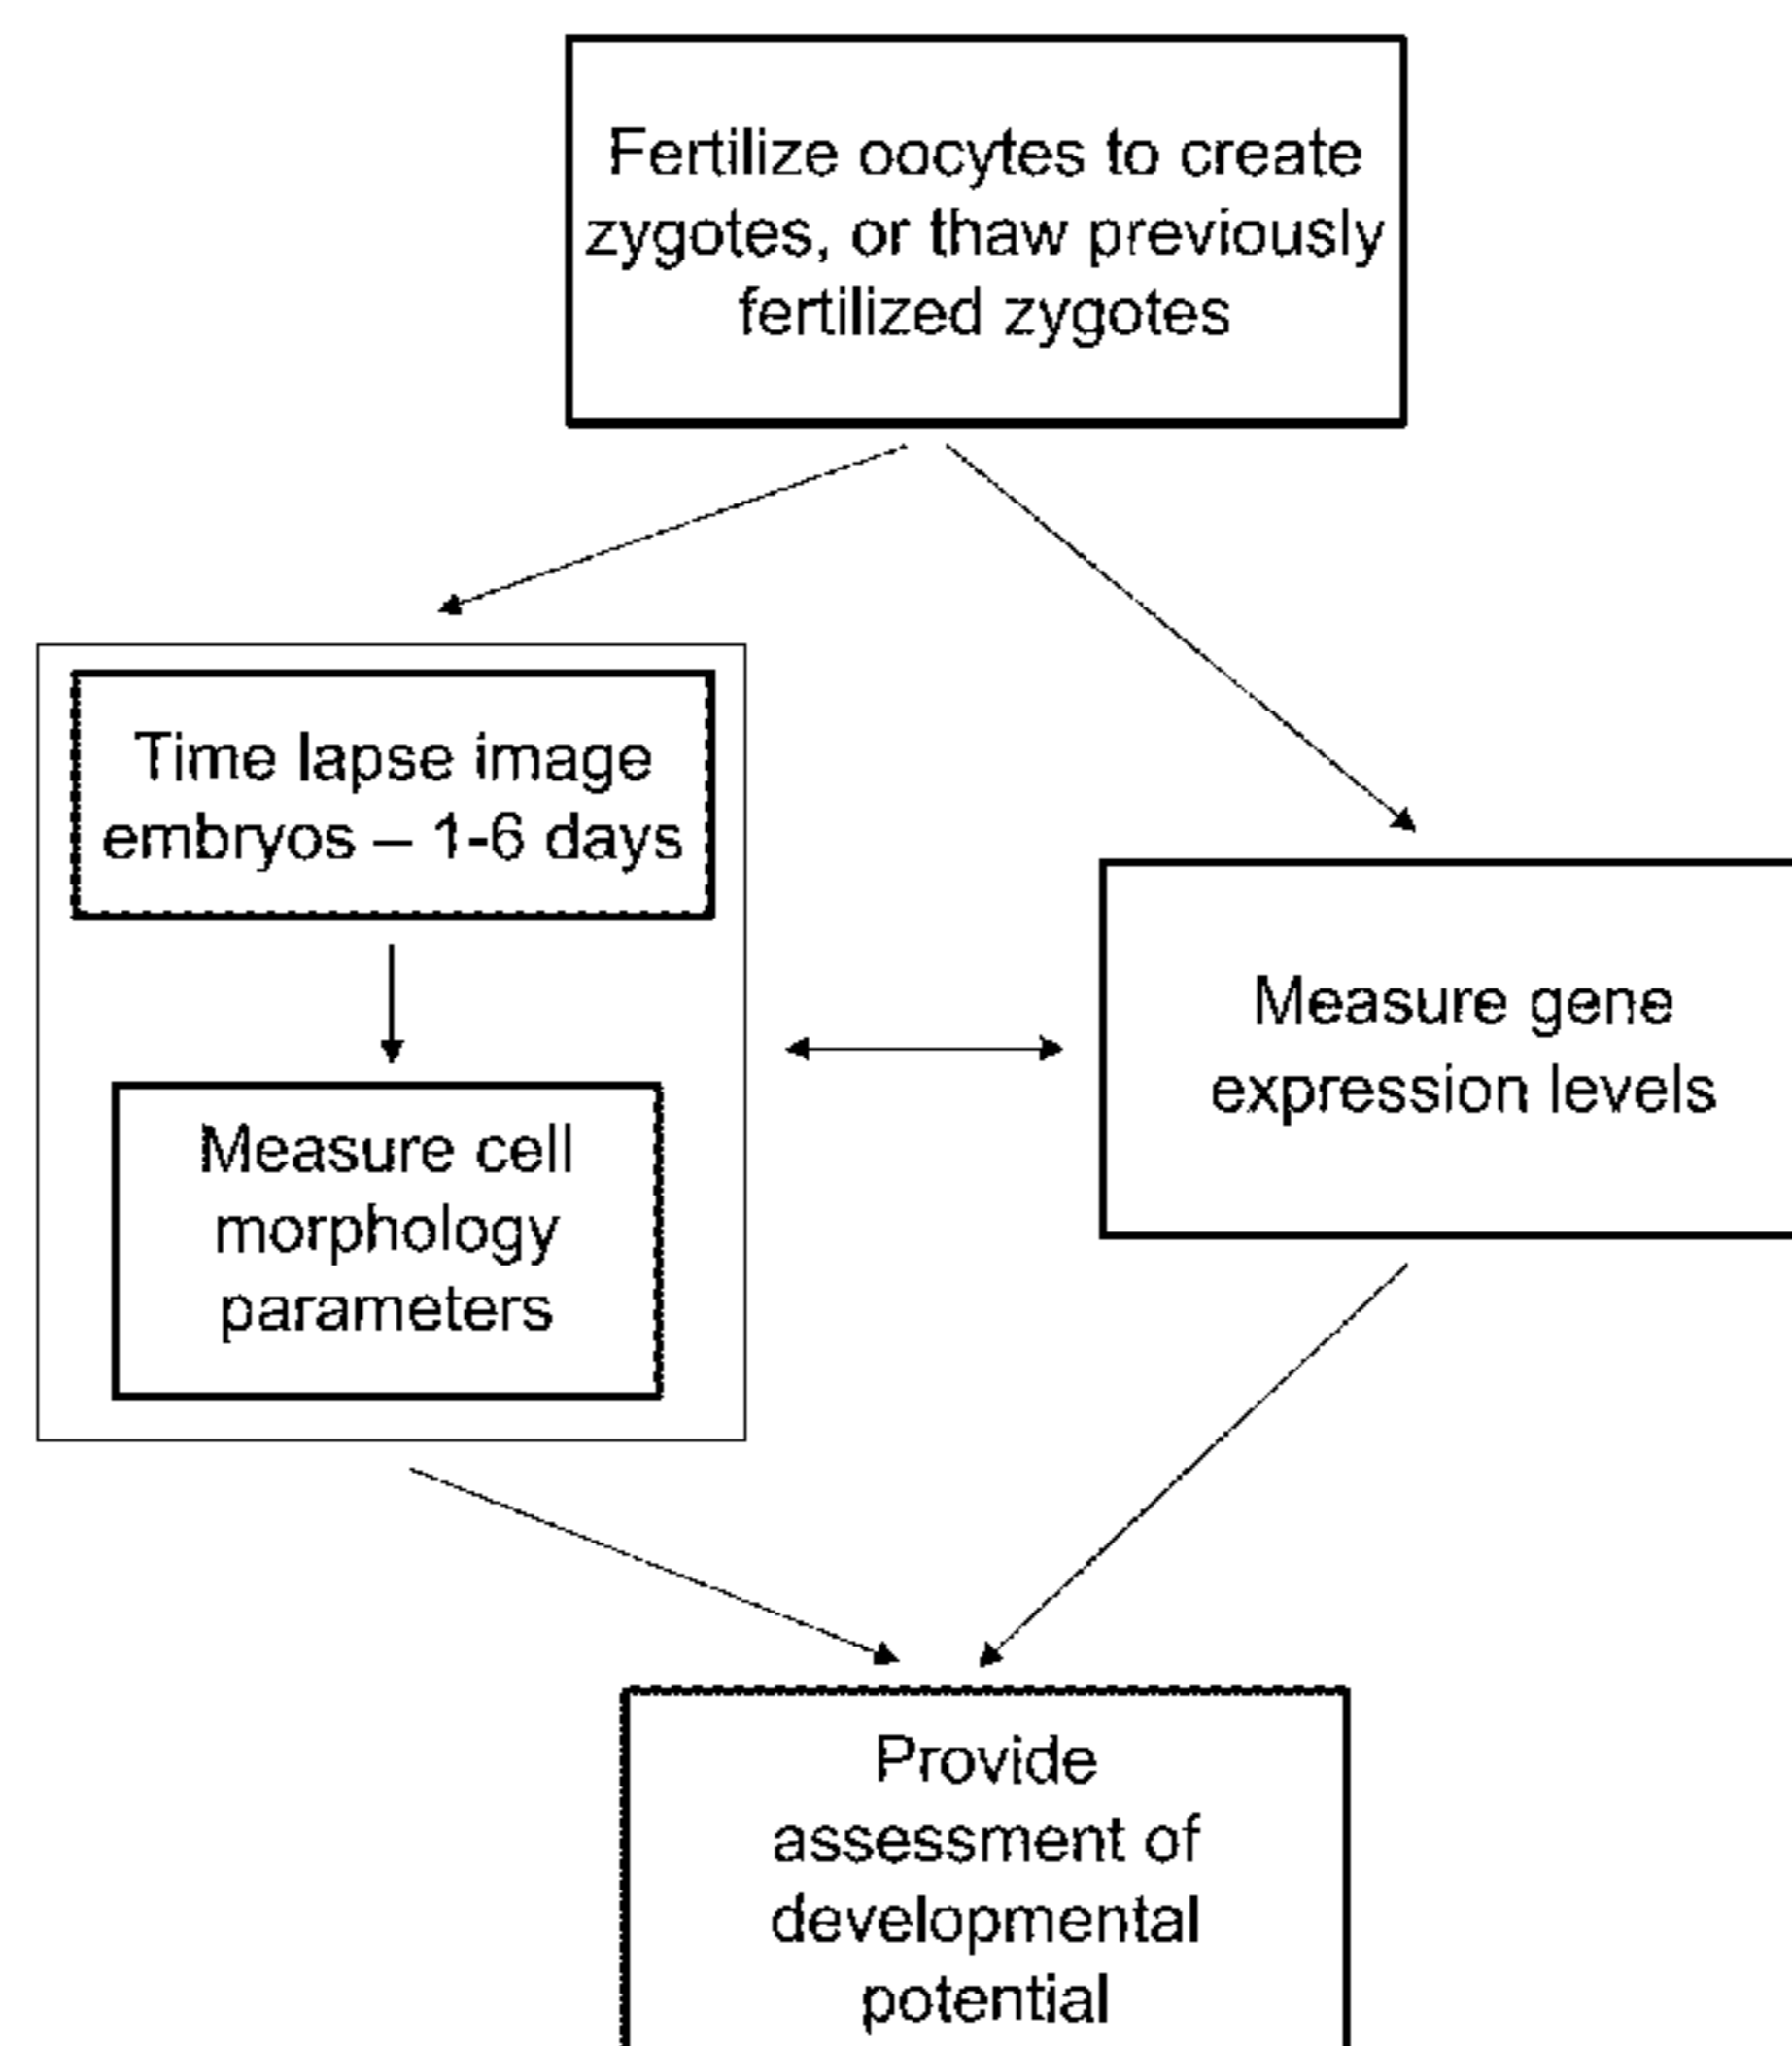 Fertilize oocytes to create
zygotes, or thaw previously
fertilized zygotes
Time lapse image
embryos – 1-6 days
Measure cell
morphology
parameters
Measure gene
expression levels
Provide
assessment of
developmental
potential